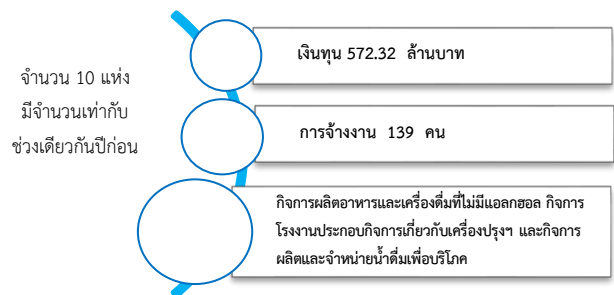 จำนวน 10 แห่ง
มีจำนวนเท่ากับ
ช่วงเดียวกันปีก่อน
เงินทุน 572.32 ล้านบาท
การจ้างงาน 139 คน
กิจการผลิตอาหารและเครื่องดื่มที่ไม่มีแอลกฮอล กิจการ
โรงงานประกอบกิจการเกี่ยวกับเครื่องปรุงฯ และกิจการ
ผลิตและจำหน่ายน้ำดื่มเพื่อบริโภค